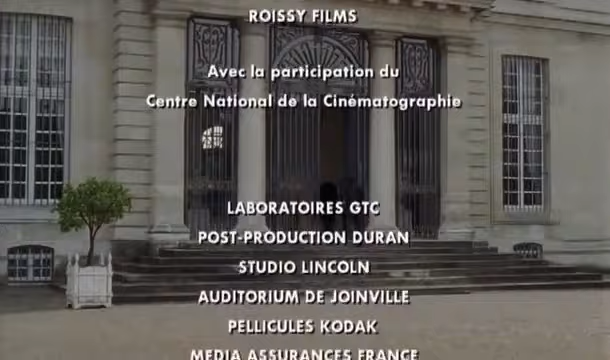 ROISSY FILMS
Avec la participation du
Centre National de la Cinématographie
LABORATOIRES GTC
POST-PRODUCTION DURAN
STUDIO LINCOLN
AUDITORIUM DE JOINVILLE
PELLICULES KODAK
MEDIA ASSURANCES FRANCE